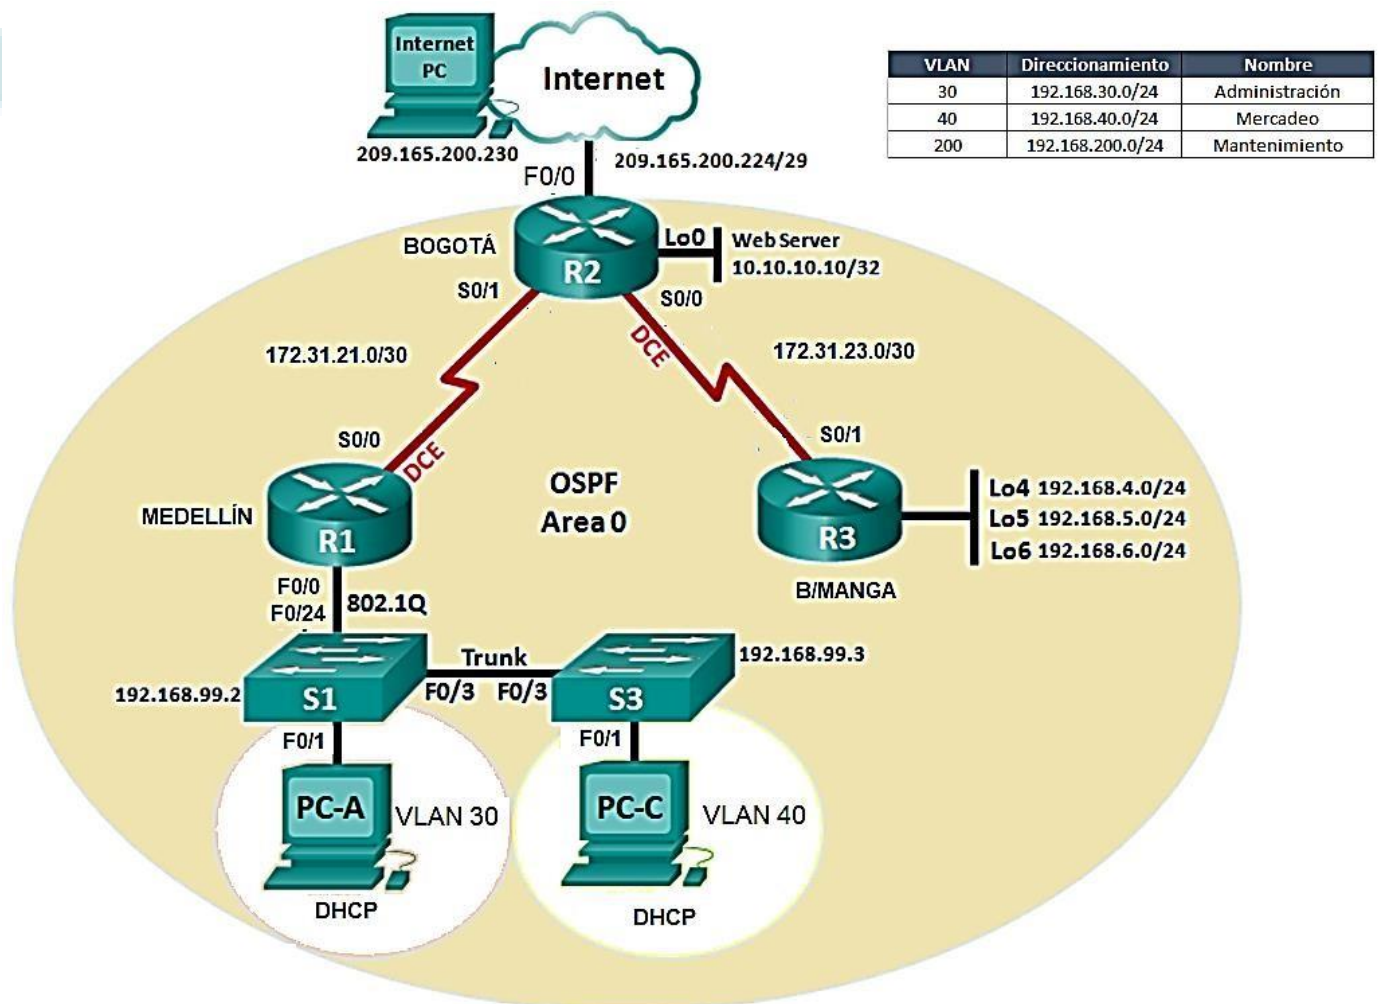 Internet
PC
Internet
209.165.200.230
209.165.200.224/29
F0/0
VLAN Direccionamiento Nombre
30 192.168.30.0/24 Administración
40 192.168.40.0/24 Mercadeo
200 192.168.200.0/24 Mantenimiento
BOGOTÁ
R2
Lo0
Web Server
10.10.10.10/32
S0/1
S0/0
DCE
172.31.21.0/30
172.31.23.0/30
S0/0
DCE
S0/1
OSPF
Area 0
MEDELLÍN
R1
R3
B/MANGA
Lo4 192.168.4.0/24
Lo5 192.168.5.0/24
Lo6 192.168.6.0/24
F0/0
F0/24
802.1Q
192.168.99.2
S1
Trunk
F0/3 F0/3
S3
192.168.99.3
F0/1
F0/1
PC-A
VLAN 30
DHCP
PC-C
VLAN 40
DHCP